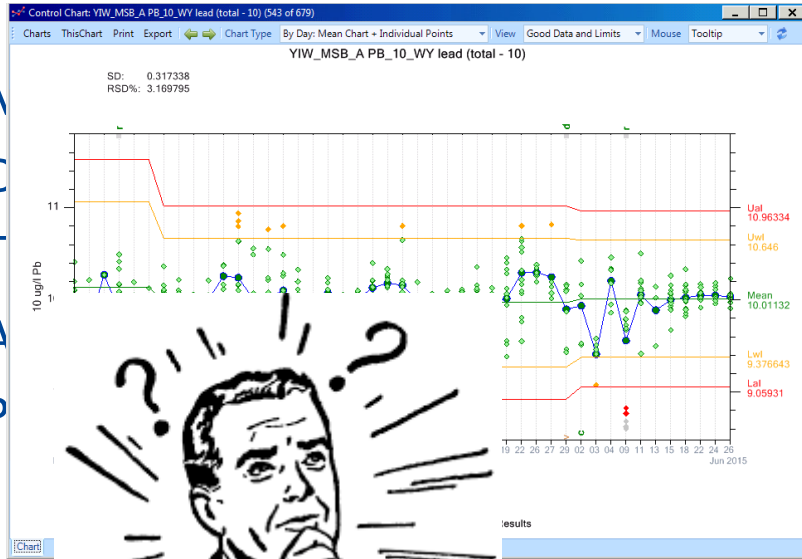 Control Chart: YIW_MSB_A PB_10_WY lead (total - 10) (543 of 679)
Charts ThisChart Print Export Chart Type By Day: Mean Chart + Individual Points View Good Data and Limits Mouse Tooltip
YIW_MSB_A PB_10_WY lead (total - 10)
SD: 0.317338
RSD%: 3.169795
11
10 ug/l Pb
Ual
10.96334
Uwl
10.646
Mean
10.01132
Lwl
9.376643
Lal
9.05931
? ?
19 22 26 27 29 02 03 04 07 09 11 13 15 17 18 22 24 26
Jun 2015
Chart